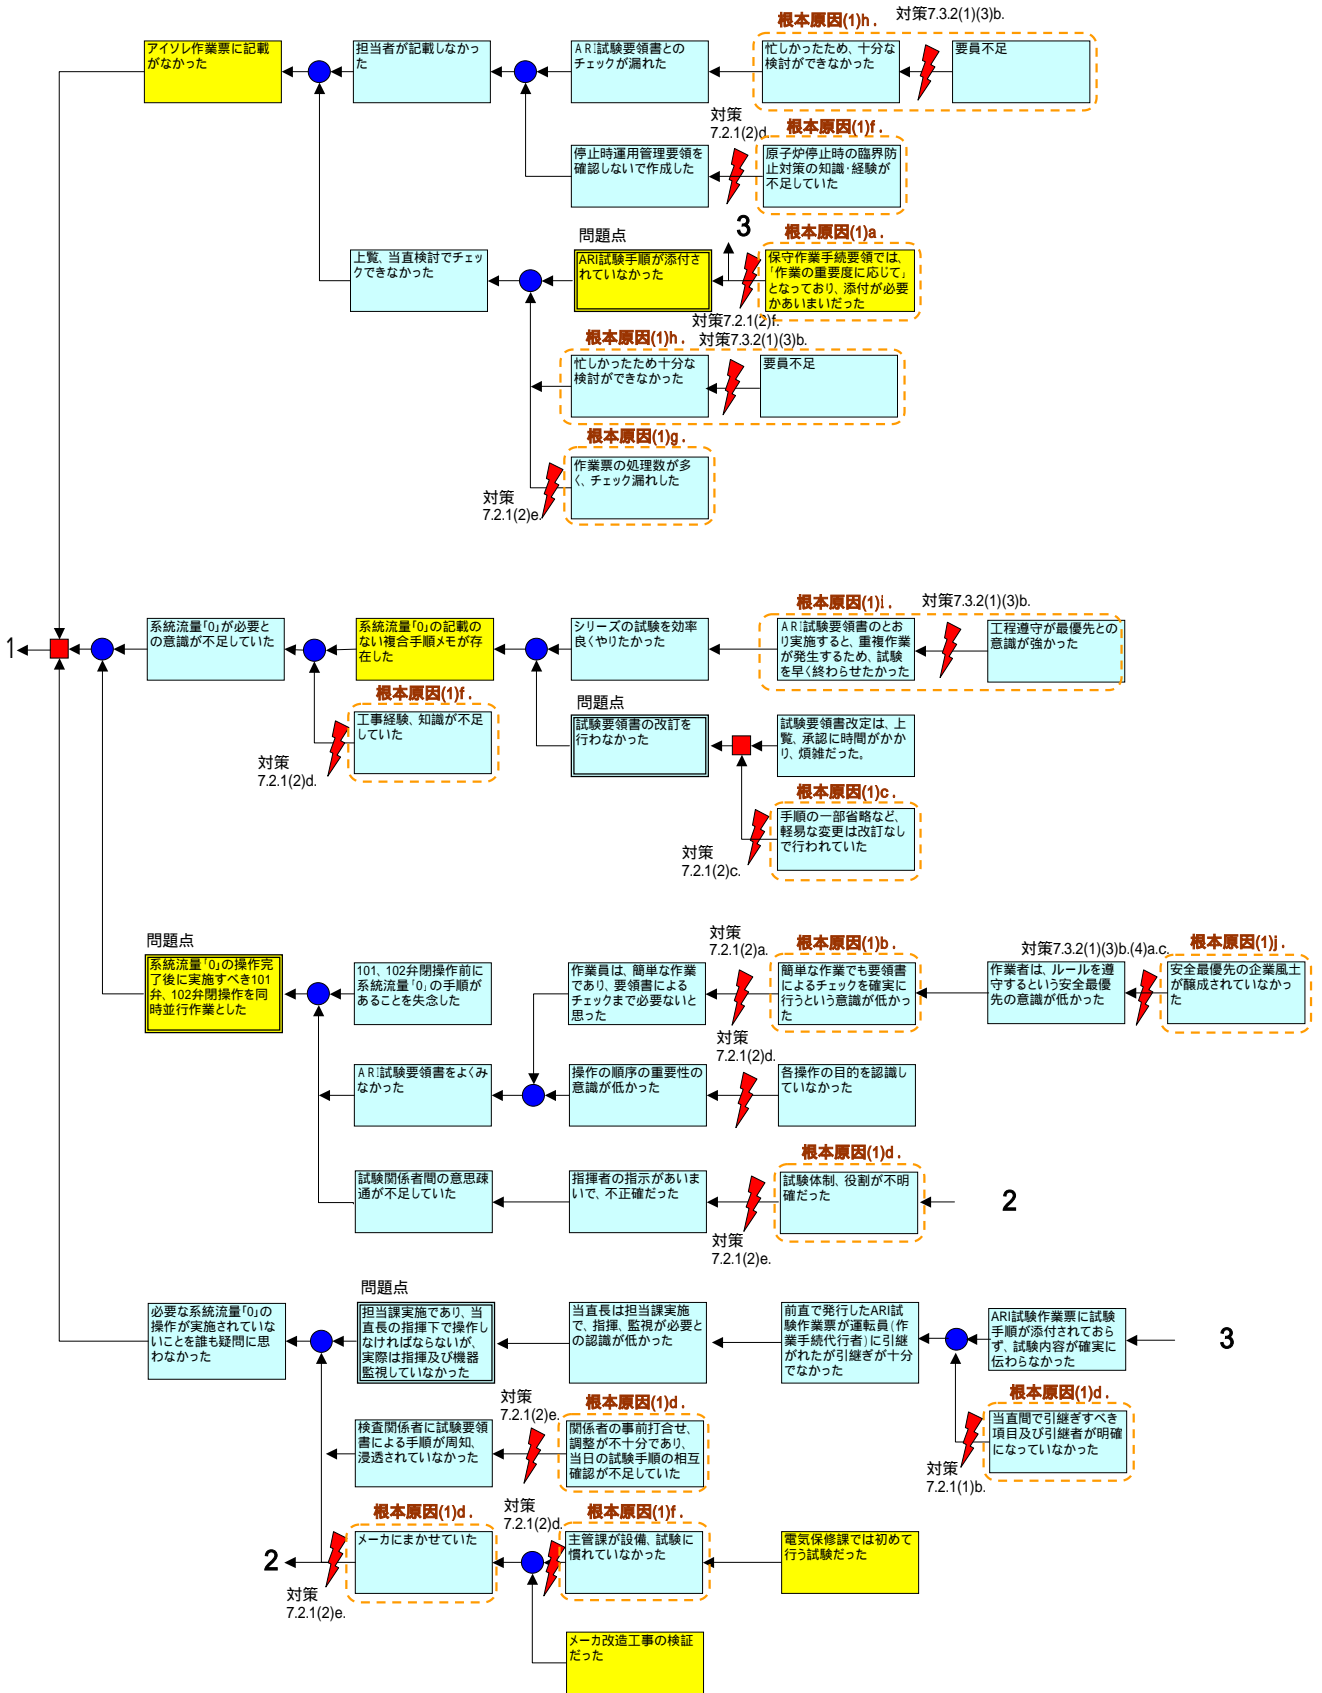 根本原因(1)h．
対策7.3.2(1)(3)b.
アイソレ作業票に記載
がなかった
担当者が記載しなかっ
た
ARI試験要領書との
チェックが漏れた
忙しかったため、十分な
検討ができなかった
要員不足
対策
7.2.1(2)d.
根本原因(1)f．
停止時運用管理要領を
確認しないで作成した
原子炉停止時の臨界防
止対策の知識・経験が
不足していた
3
問題点
根本原因(1)a．
上覧、当直検討でチェッ
クできなかった
ARI試験手順が添付さ
れていなかった
保守作業手続要領では、
「作業の重要度に応じて」
となっており、添付が必要
かあいまいだった
対策7.2.1(2)f.
根本原因(1)h．
対策7.3.2(1)(3)b.
忙しかったため十分な
検討ができなかった
要員不足
根本原因(1)g．
作業票の処理数が多
く、チェック漏れした
対策
7.2.1(2)e.
根本原因(1)i．
対策7.3.2(1)(3)b.
1
系統流量「0」が必要と
の意識が不足していた
系統流量「0」の記載の
ない複合手順メモが存
在した
シリーズの試験を効率
良くやりたかった
ARI試験要領書のとお
り実施すると、重複作業
が発生するため、試験
を早く終わらせたかった
工程遵守が最優先との
意識が強かった
根本原因(1)f．
工事経験、知識が不足
していた
対策
7.2.1(2)d.
問題点
試験要領書の改訂を
行わなかった
試験要領書改定は、上
覧、承認に時間がかか
り、煩雑だった。
根本原因(1)c．
手順の一部省略など、
軽易な変更は改訂なし
で行われていた
対策
7.2.1(2)c.
問題点
系統流量「0」の操作完
了後に実施すべき101
弁、102弁閉操作を同
時並行作業とした
101、102弁閉操作前に
系統流量「0」の手順が
あることを失念した
作業員は、簡単な作業
であり、要領書による
チェックまで必要ないと
思った
対策
7.2.1(2)a.
根本原因(1)b．
簡単な作業でも要領書
によるチェックを確実に
行うという意識が低かっ
た
対策7.3.2(1)(3)b.(4)a.c.
作業者は、ルールを遵
守するという安全最優
先の意識が低かった
根本原因(1)j．
安全最優先の企業風土
が醸成されていなかっ
た
ARI試験要領書をよくみ
なかった
操作の順序の重要性の
意識が低かった
対策
7.2.1(2)d.
各操作の目的を認識し
ていなかった
試験関係者間の意思疎
通が不足していた
指揮者の指示があいま
いで、不正確だった
根本原因(1)d．
試験体制、役割が不明
確だった
2
対策
7.2.1(2)e.
問題点
必要な系統流量「0」の
操作が実施されていな
いことを誰も疑問に思
わなかった
担当課実施であり、当
直長の指揮下で操作し
なければならないが、
実際は指揮及び機器
監視していなかった
当直長は担当課実施
で、指揮、監視が必要と
の認識が低かった
前直で発行したARI試
験作業票が運転員（作
業手続代行者）に引継
がれたが引継ぎが十分
でなかった
ARI試験作業票に試験
手順が添付されておら
ず、試験内容が確実に
伝わらなかった
3
根本原因(1)d．
当直間で引継ぎすべき
項目及び引継者が明確
になっていなかった
対策
7.2.1(1)b.
検査関係者に試験要領
書による手順が周知、
浸透されていなかった
対策
7.2.1(2)e.
根本原因(1)d．
関係者の事前打合せ、
調整が不十分であり、
当日の試験手順の相互
確認が不足していた
2
根本原因(1)d．
メーカにまかせていた
対策
7.2.1(2)e.
対策
7.2.1(2)d.
根本原因(1)f．
主管課が設備、試験に
慣れていなかった
電気保修課では初めて
行う試験だった
メーカ改造工事の検証
だった